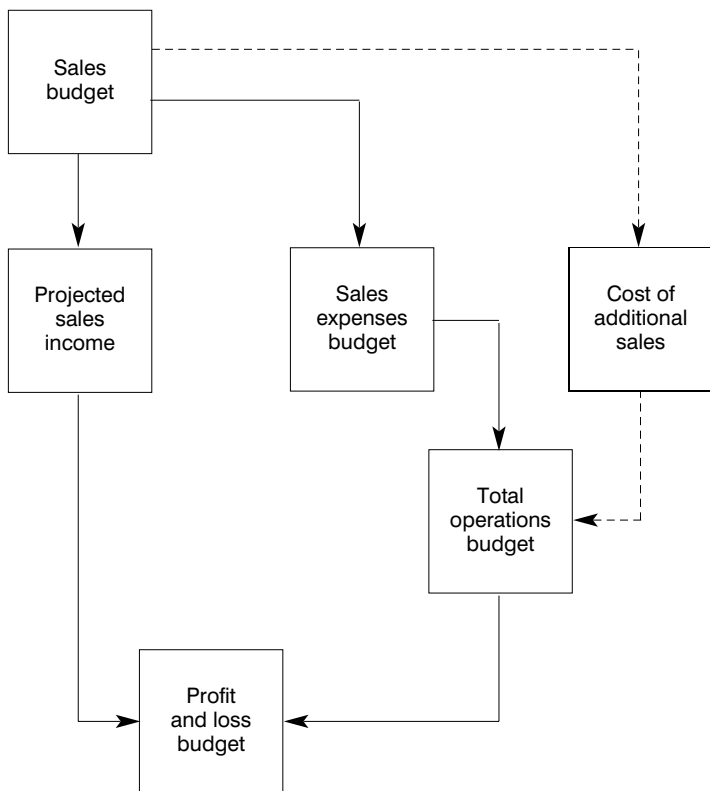 Sales
budget
Projected
sales
income
Sales
expenses
budget
Cost of
additional
sales
Total
operations
budget
Profit
and loss
budget